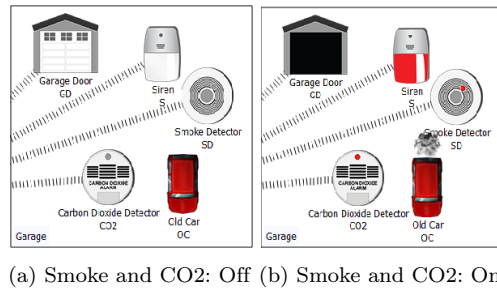 Garage Door
GD
Siren
S
Smoke Detector
SD
CARBON DIOXIDE
ALARM
Carbon Dioxide Detector
CO2
Old Car
OC
Garage
Garage Door
GD
Siren
S
Smoke Detector
SD
CARBON DIOXIDE
ALARM
Carbon Dioxide Detector
CO2
Old Car
OC
Garage
(a) Smoke and CO2: Off (b) Smoke and CO2: On